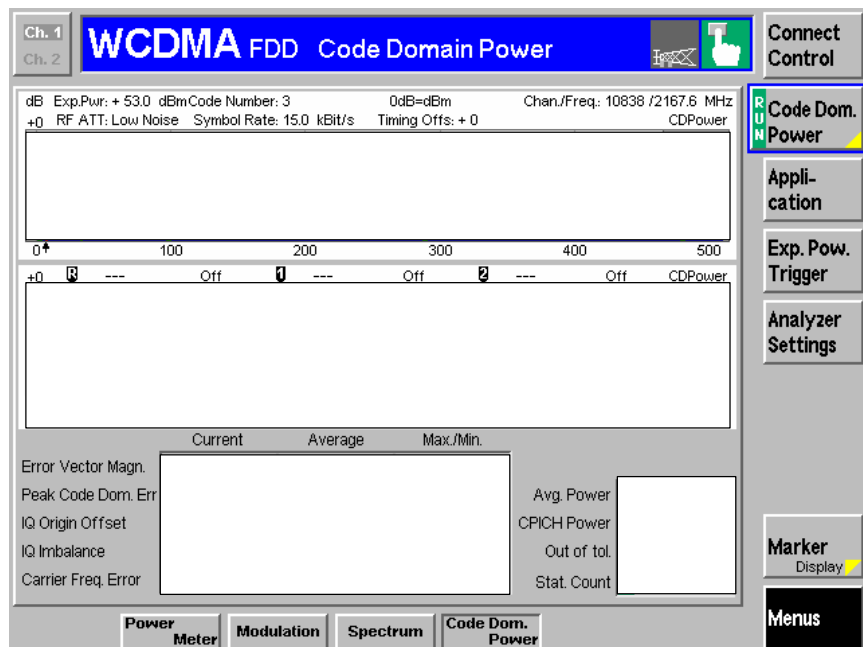 Ch. 1
Ch. 2
WCDMA FDD Code Domain Power
Connect
Control
dB Exp.Pwr: + 53.0 dBm Code Number: 3 0dB=dBm Chan./Freq.: 10838 /2167.6 MHz
+0 RF ATT: Low Noise Symbol Rate: 15.0 kBit/s Timing Offs: + 0 CDPower
RUN
Code Dom.
Power
Appli-
cation
0 100 200 300 400 500
Exp. Pow.
Trigger
+0 R --- Off 1 --- Off 2 --- Off CDPower
Analyzer
Settings
Current Average Max./Min.
Error Vector Magn.
Peak Code Dom. Err
IQ Origin Offset
IQ Imbalance
Carrier Freq. Error
Avg. Power
CPICH Power
Out of tol.
Stat. Count
Marker
Display
Menus
Power
Meter
Modulation
Spectrum
Code Dom.
Power